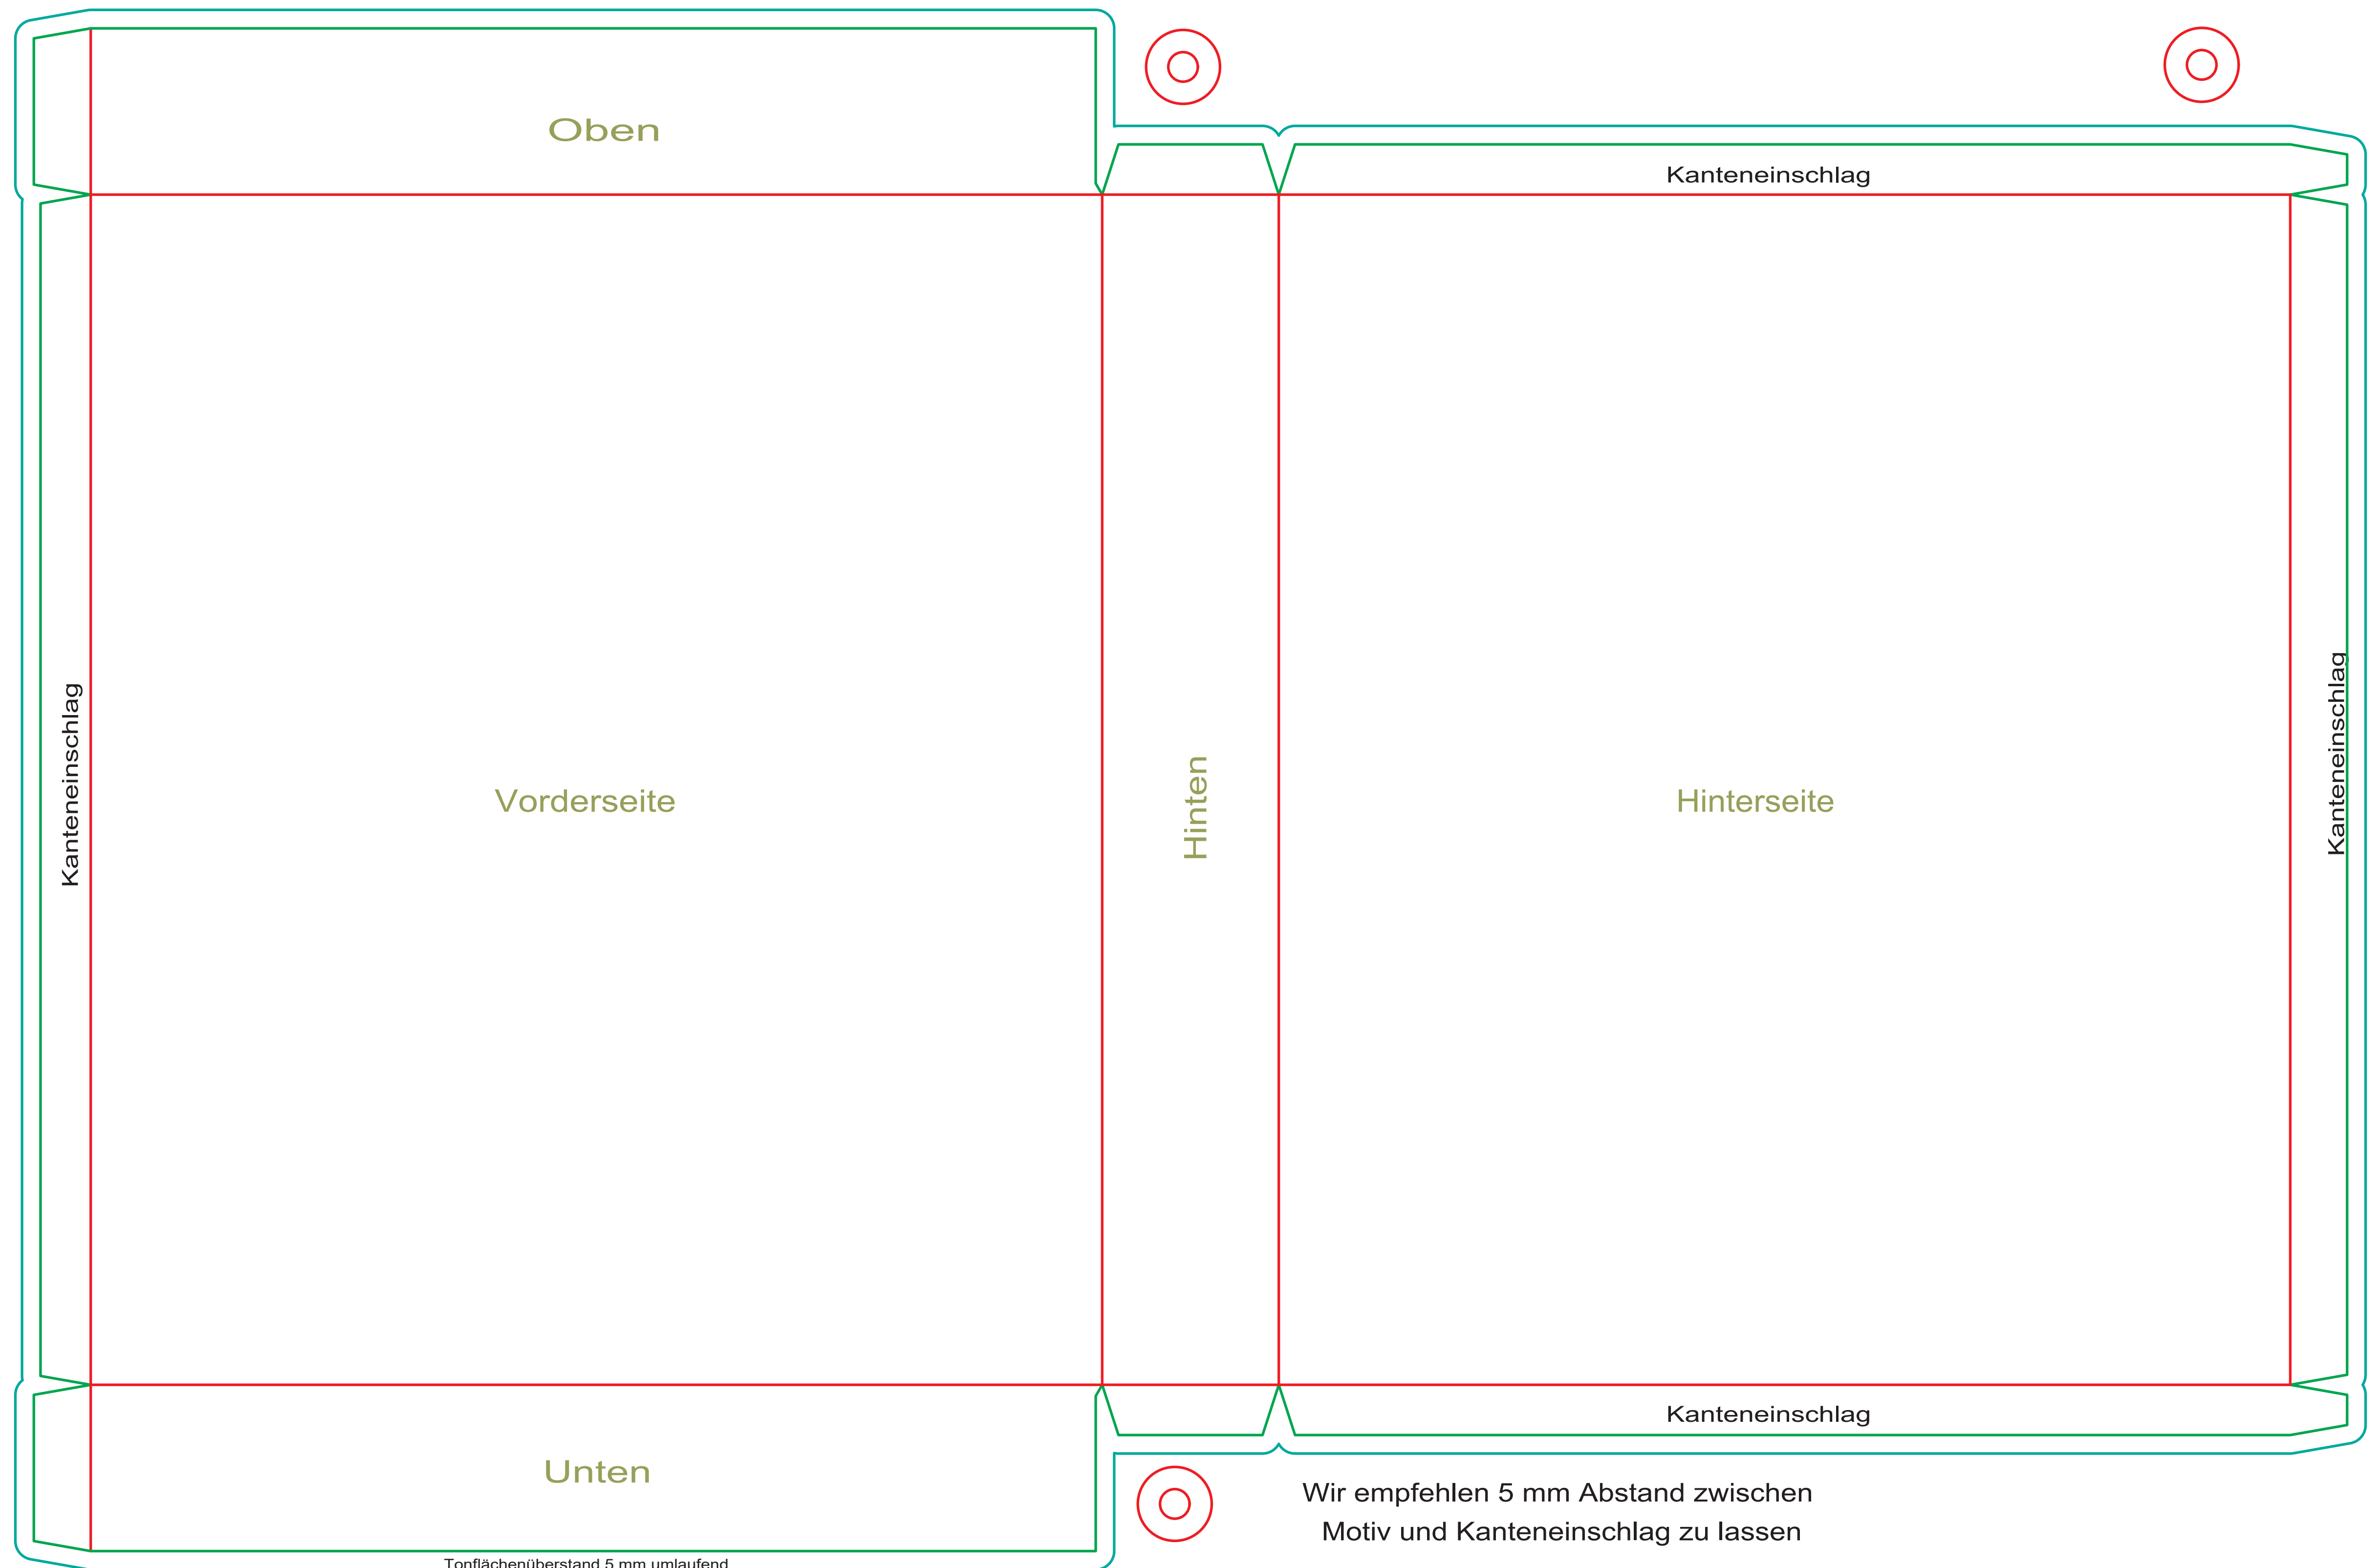 Oben
Kanteneinschlag
Kanteneinschlag
Vorderseite
Hinten
Hinterseite
Kanteneinschlag
Kanteneinschlag
Unten
Wir empfehlen 5 mm Abstand zwischen
Motiv und Kanteneinschlag zu lassen
Tonflächenüberstand 5 mm umlaufend